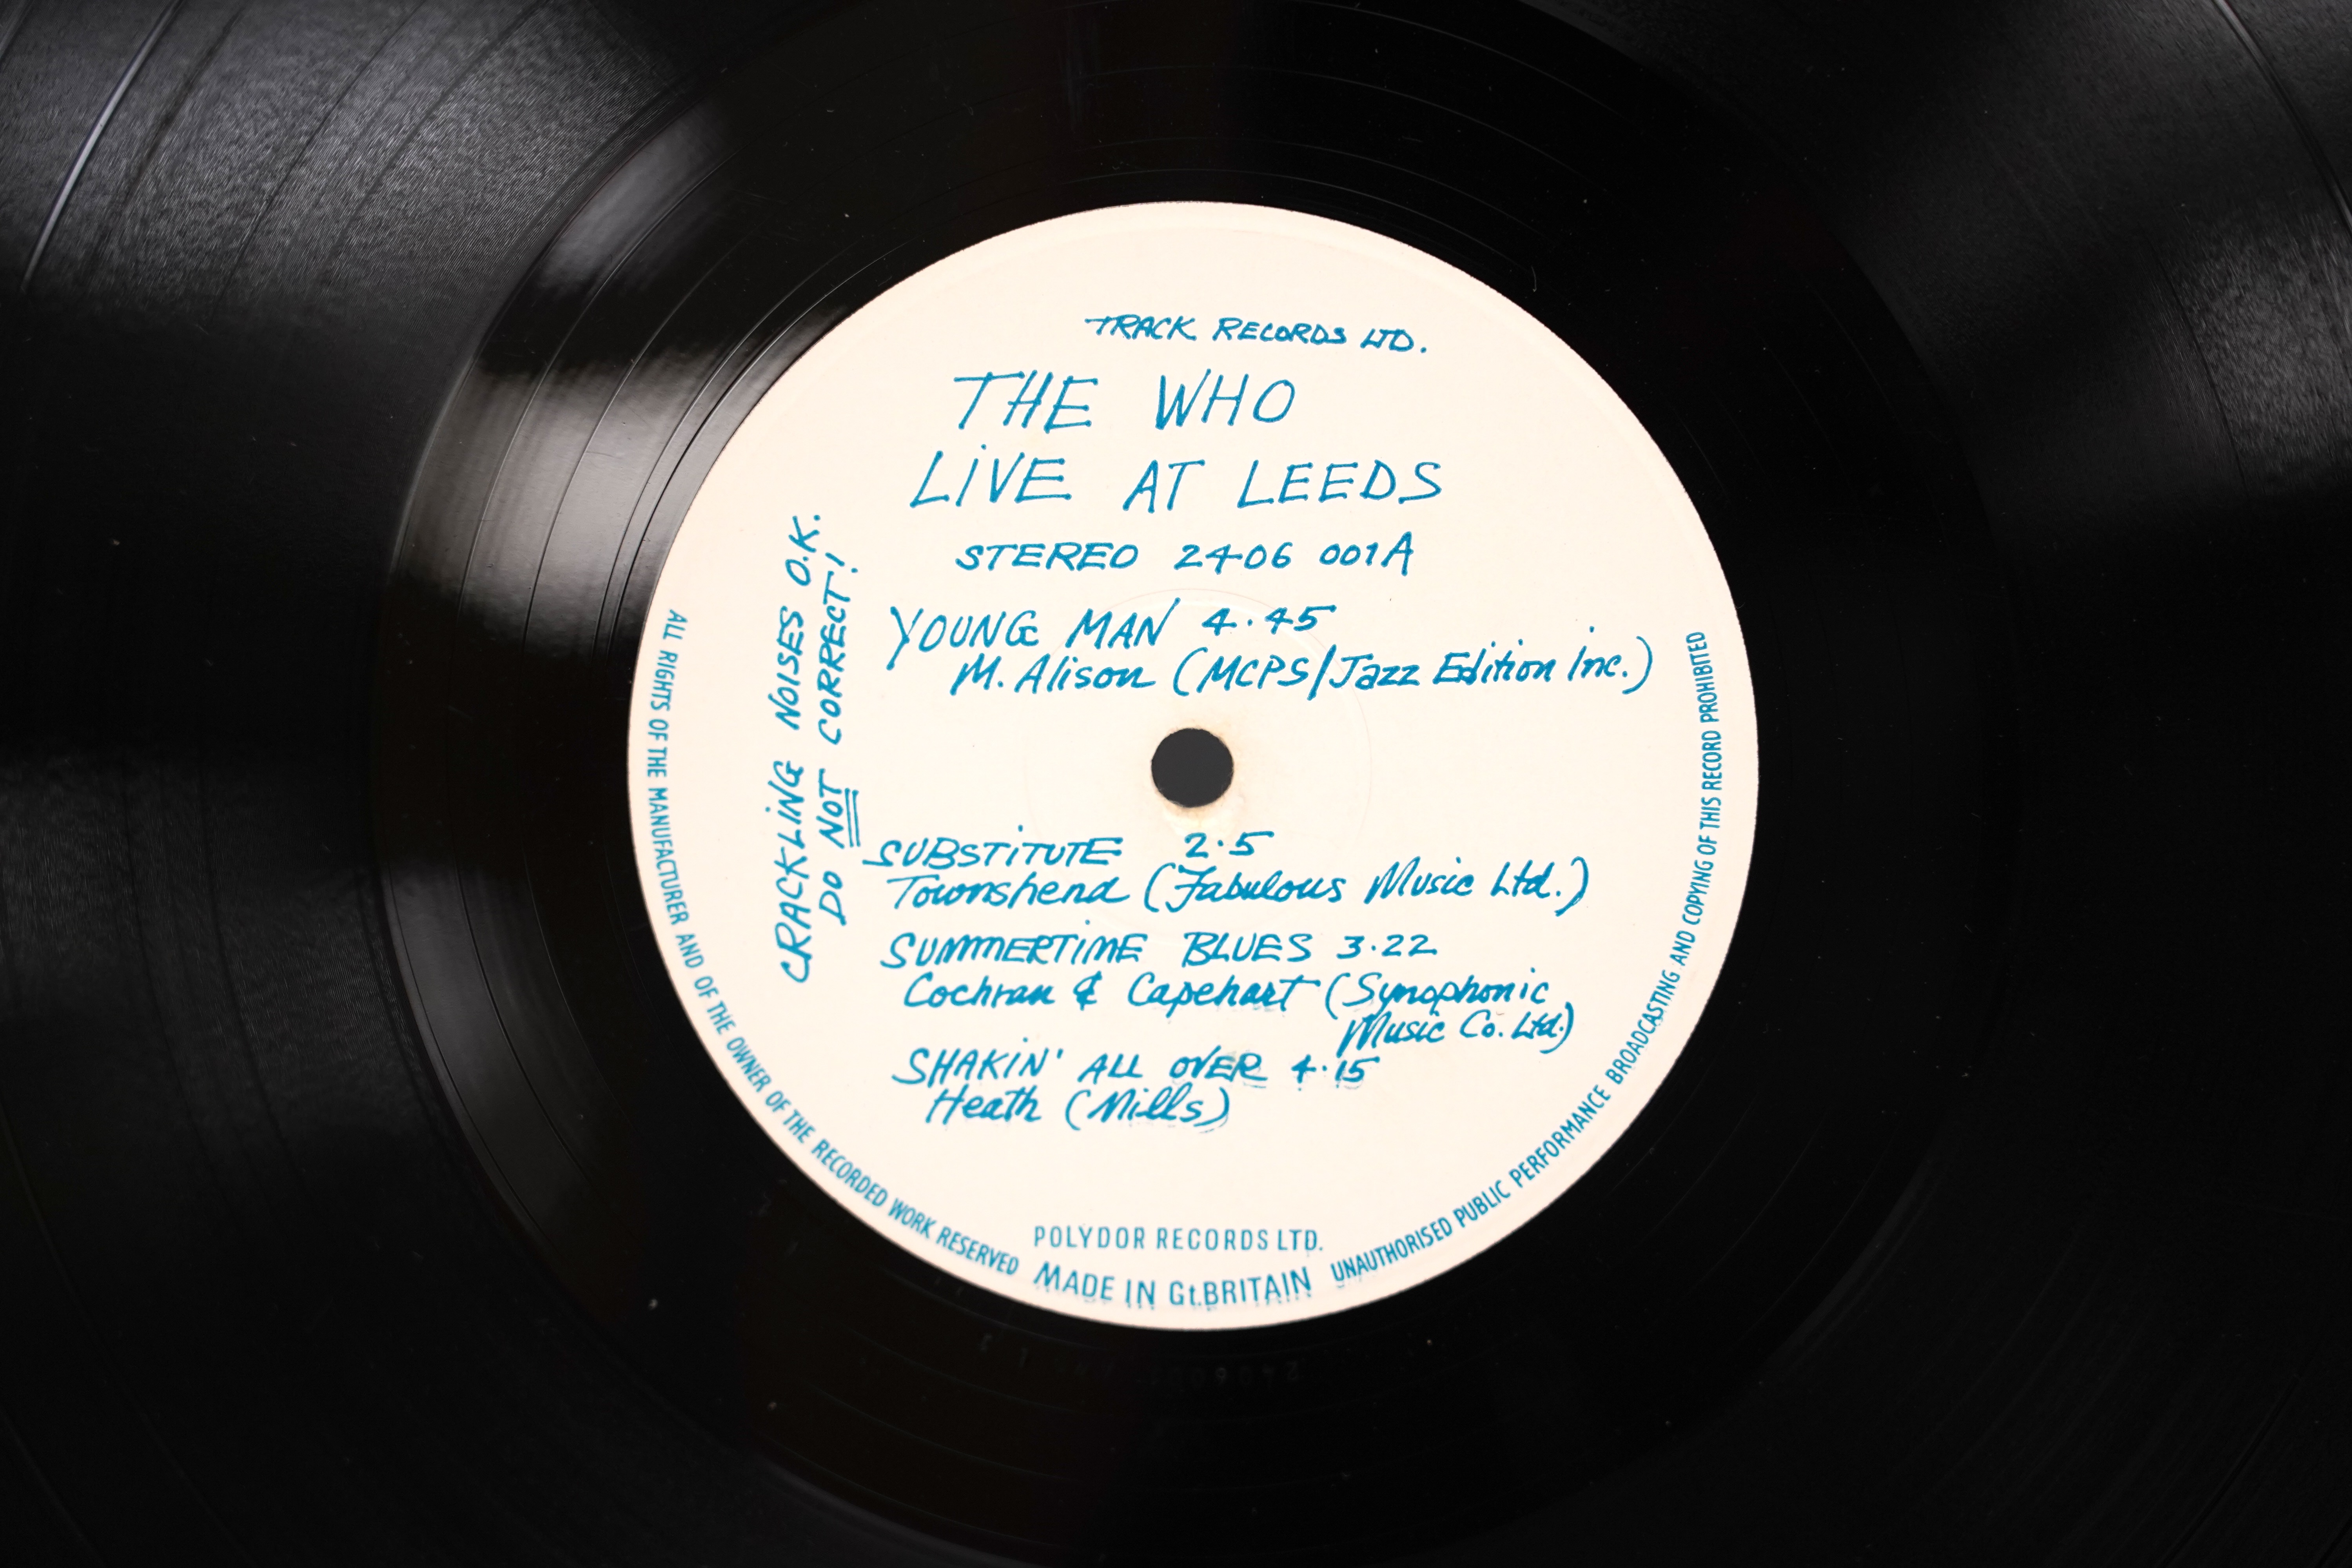 TRACK RECORDS LTD.
THE WHO
LiVE AT LEEDS
STEREO 2406 001A
CRACKLiNG NOiSES O.K.
DO NOT CORRECT!
YOUNG MAN 4.45
M. Alison (MCPS/Jazz Edition Inc.)
SUBSTiTUTE 2.5
Townshend (Fabulous Music Ltd.)
SUMMERTiME BLUES 3.22
Cochran & Capehart (Synophonic
Music Co. Ltd.)
SHAKiN' ALL OVER 4.15
Heath (Mills)
POLYDOR RECORDS LTD.
ALL RIGHTS OF THE MANUFACTURER AND OF THE OWNER OF THE RECORDED WORK RESERVED
MADE IN Gt.BRITAIN
UNAUTHORISED PUBLIC PERFORMANCE BROADCASTING AND COPYING OF THIS RECORD PROHIBITED